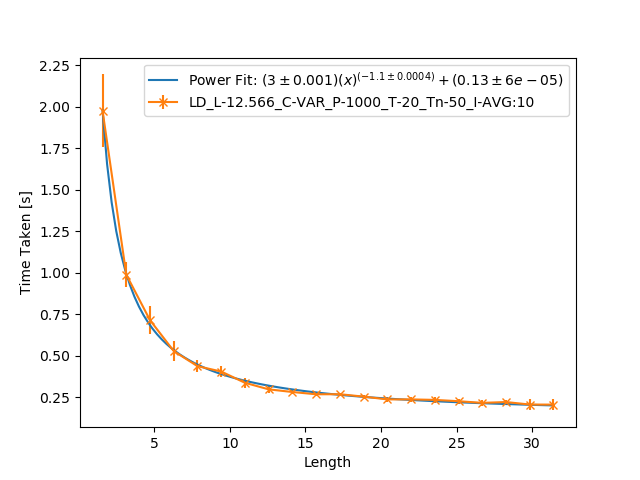 2.25
2.00
1.75
1.50
1.25
1.00
0.75
0.50
0.25
Time Taken [s]
Power Fit: (3 ± 0.001)(x)^(−1.1 ± 0.0004) + (0.13 ± 6e − 05)
LD_L-12.566_C-VAR_P-1000_T-20_Tn-50_I-AVG:10
5 10 15 20 25 30
Length